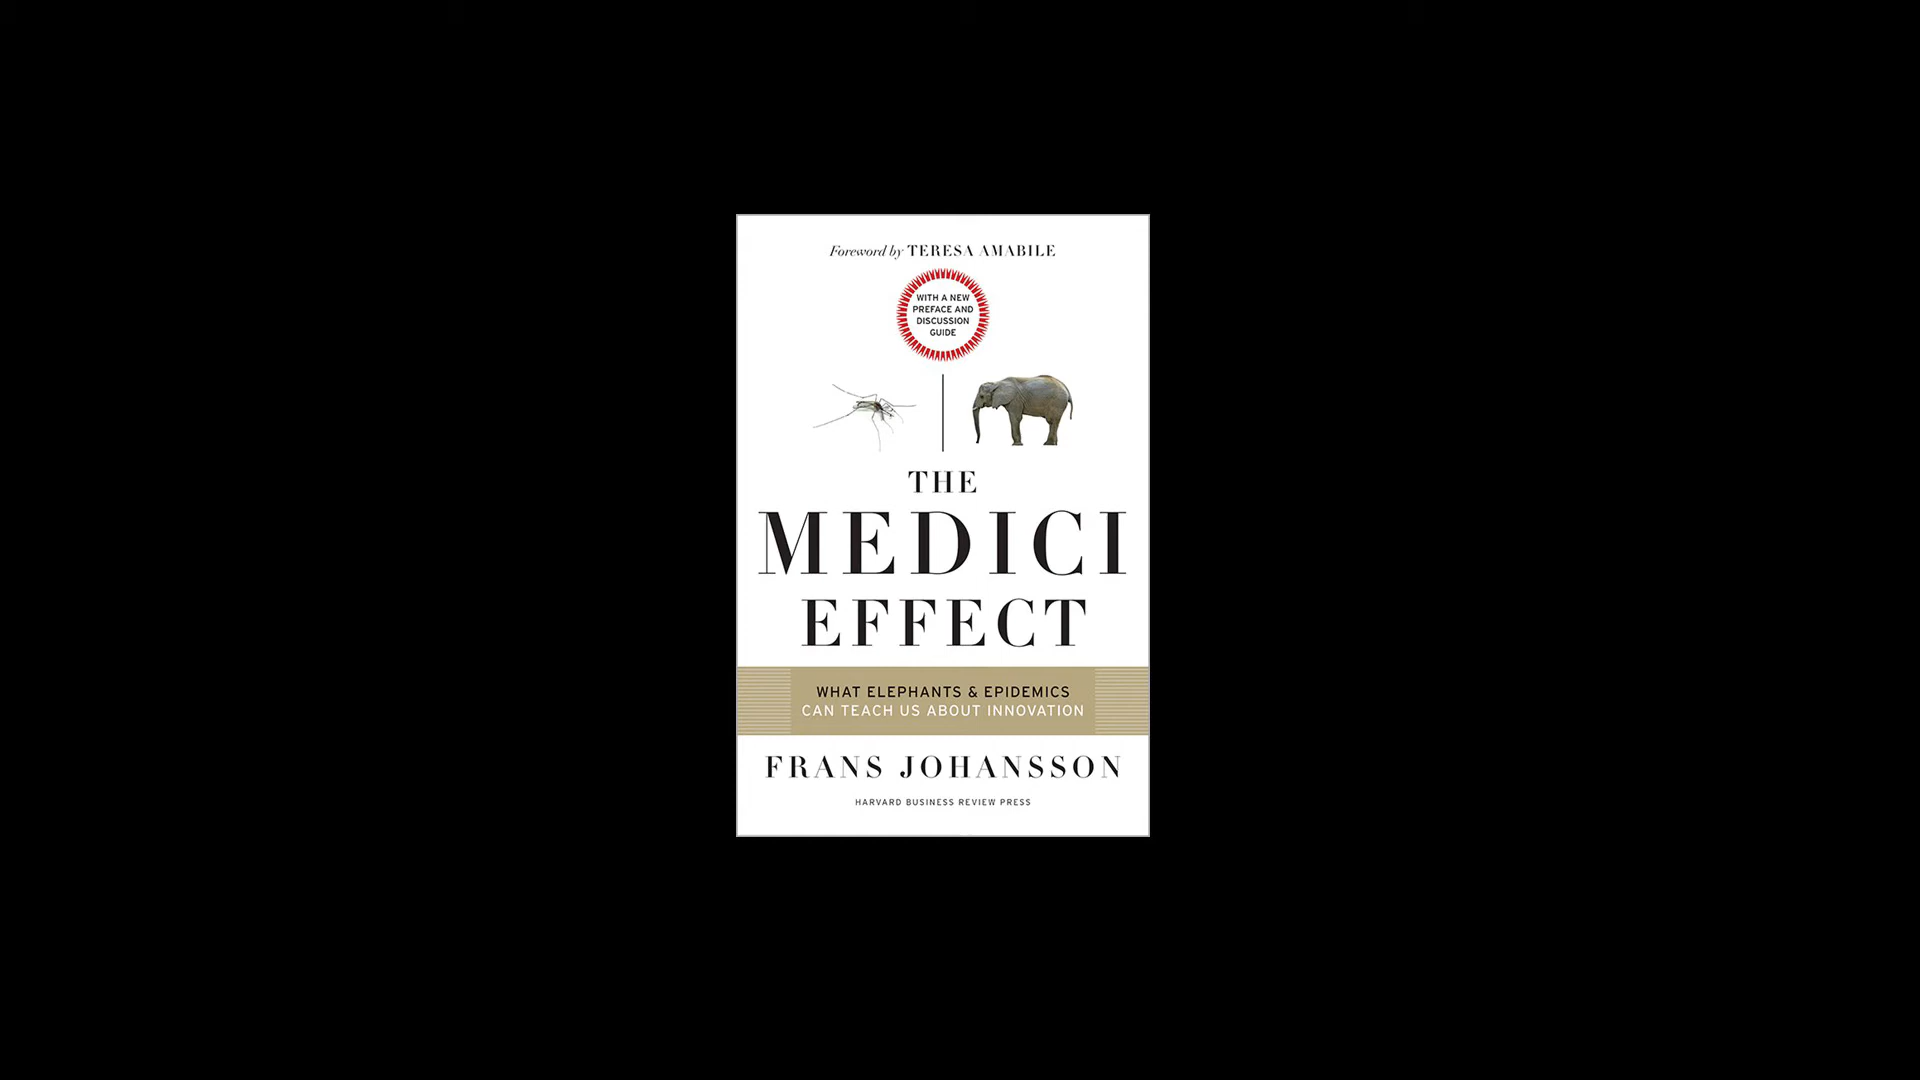 Foreword by TERESA AMABILE
WITH A NEW
PREFACE AND
DISCUSSION
GUIDE
THE
MEDICI
EFFECT
WHAT ELEPHANTS & EPIDEMICS
CAN TEACH US ABOUT INNOVATION
FRANS JOHANSSON
HARVARD BUSINESS REVIEW PRESS